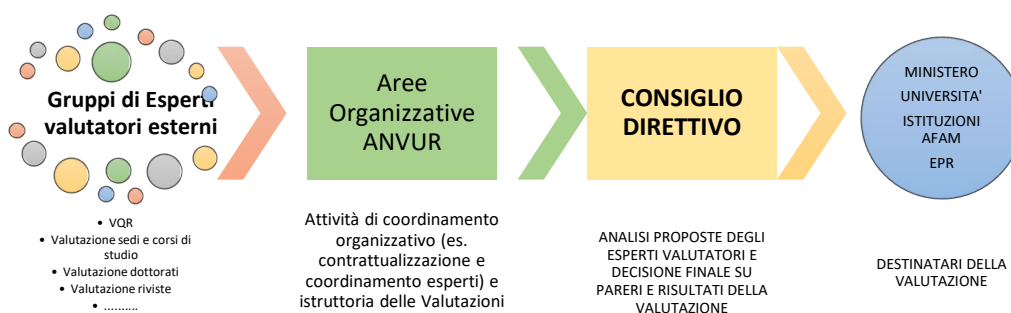 Gruppi di Esperti
valutatori esterni
• VQR
• Valutazione sedi e corsi di
studio
• Valutazione dottorati
• Valutazione riviste
• ..........
Aree
Organizzative
ANVUR
Attività di coordinamento
organizzativo (es.
contrattualizzazione e
coordinamento esperti) e
istruttoria delle Valutazioni
CONSIGLIO
DIRETTIVO
ANALISI PROPOSTE DEGLI
ESPERTI VALUTATORI E
DECISIONE FINALE SU
PARERI E RISULTATI DELLA
VALUTAZIONE
MINISTERO
UNIVERSITA'
ISTITUZIONI
AFAM
EPR
DESTINATARI DELLA
VALUTAZIONE